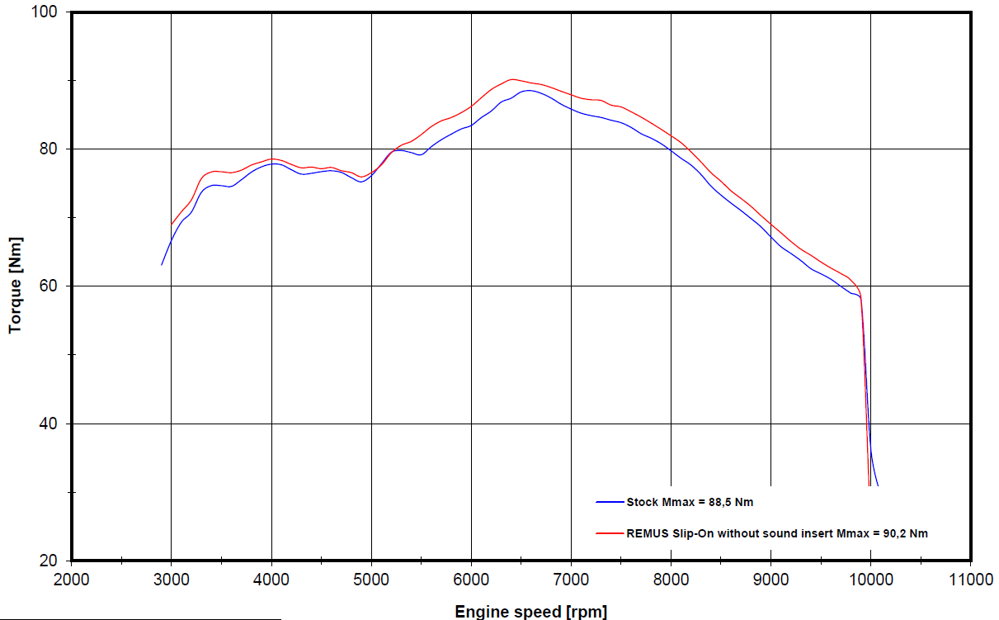 100
80
60
40
20
Torque [Nm]
Stock Mmax = 88,5 Nm
REMUS Slip-On without sound insert Mmax = 90,2 Nm
2000 3000 4000 5000 6000 7000 8000 9000 10000 11000
Engine speed [rpm]